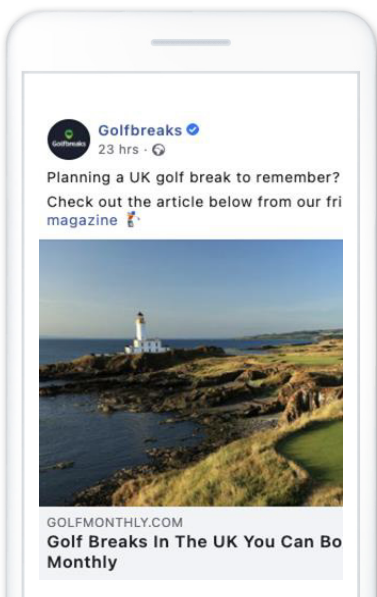 Golfbreaks
Golfbreaks
23 hrs ·
Planning a UK golf break to remember?
Check out the article below from our fri
magazine
GOLFMONTHLY.COM
Golf Breaks In The UK You Can Bo
Monthly